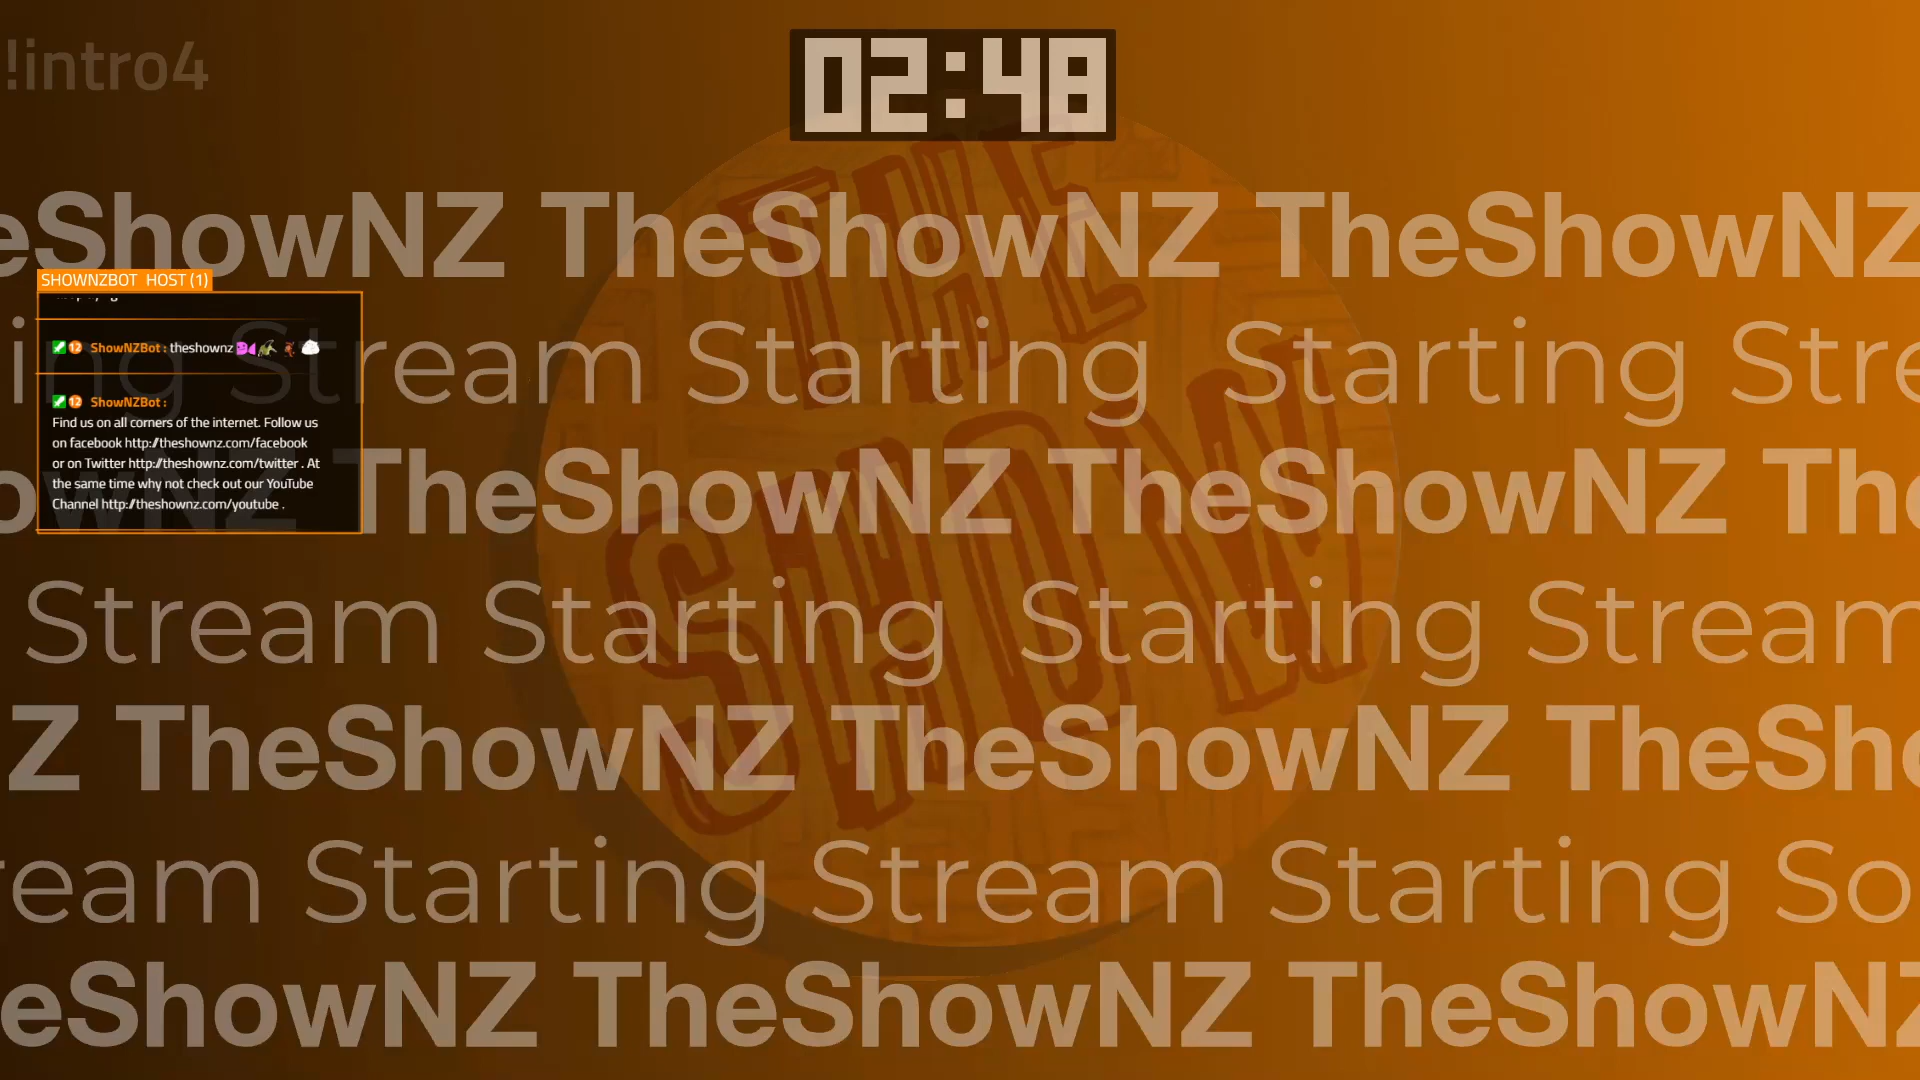 !intro4
02:48
eShowNZ TheShowNZ TheShowNZ
SHOWNZBOT HOST (1)
ing Stream Starting Starting Stre
ShowNZBot : theshownz
ShowNZBot :
Find us on all corners of the internet. Follow us
on facebook http://theshownz.com/facebook
or on Twitter http://theshownz.com/twitter . At
the same time why not check out our YouTube
Channel http://theshownz.com/youtube .
owNZ TheShowNZ TheShowNZ The
Stream Starting Starting Stream
Z TheShowNZ TheShowNZ TheSho
ream Starting Stream Starting So
eShowNZ TheShowNZ TheShowNZ
THE
SHOW